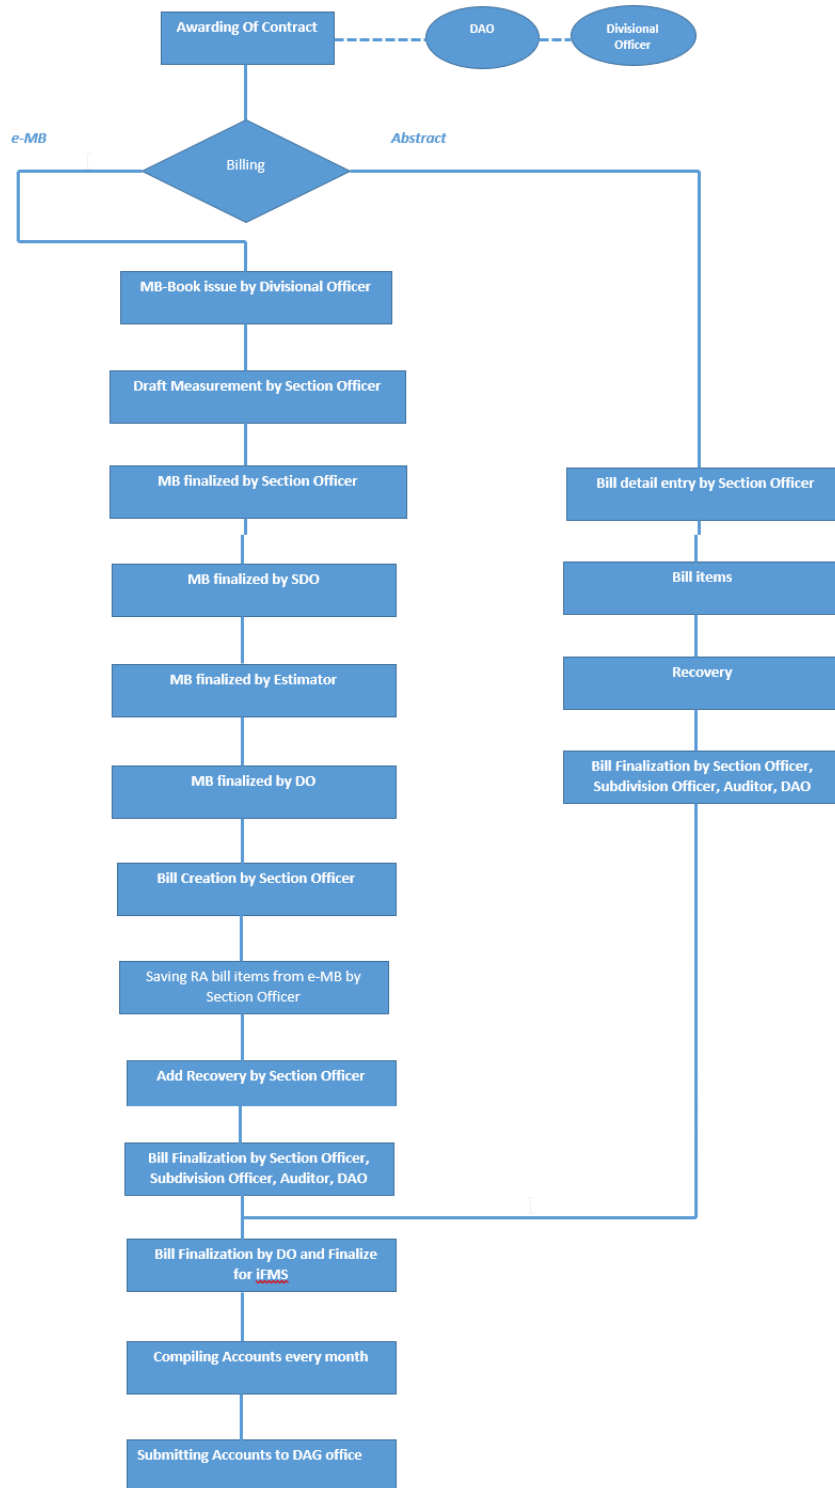 Awarding Of Contract
DAO
Divisional
Officer
e-MB
Abstract
Billing
MB-Book issue by Divisional Officer
Draft Measurement by Section Officer
MB finalized by Section Officer
Bill detail entry by Section Officer
MB finalized by SDO
Bill items
MB finalized by Estimator
Recovery
MB finalized by DO
Bill Finalization by Section Officer,
Subdivision Officer, Auditor, DAO
Bill Creation by Section Officer
Saving RA bill items from e-MB by
Section Officer
Add Recovery by Section Officer
Bill Finalization by Section Officer,
Subdivision Officer, Auditor, DAO
Bill Finalization by DO and Finalize
for iFMS
Compiling Accounts every month
Submitting Accounts to DAG office